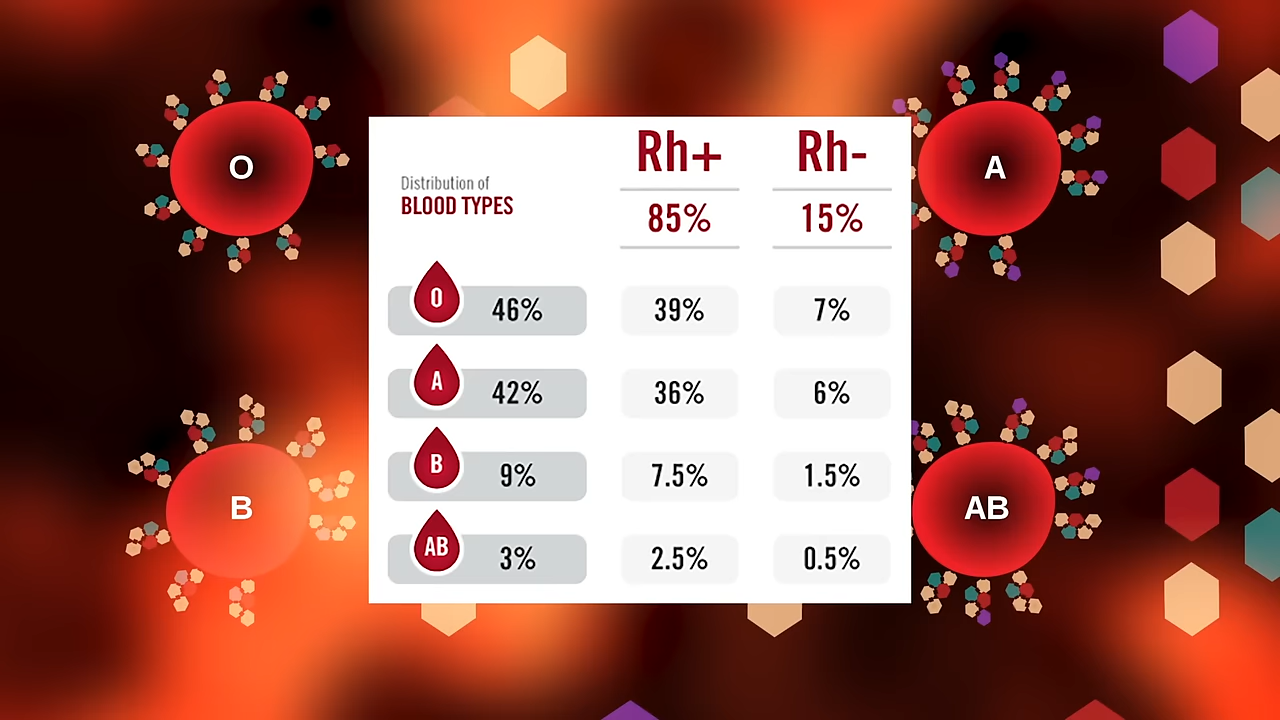 O
A
B
AB
Rh+ Rh-
Distribution of
BLOOD TYPES
85% 15%
O 46% 39% 7%
A 42% 36% 6%
B 9% 7.5% 1.5%
AB 3% 2.5% 0.5%